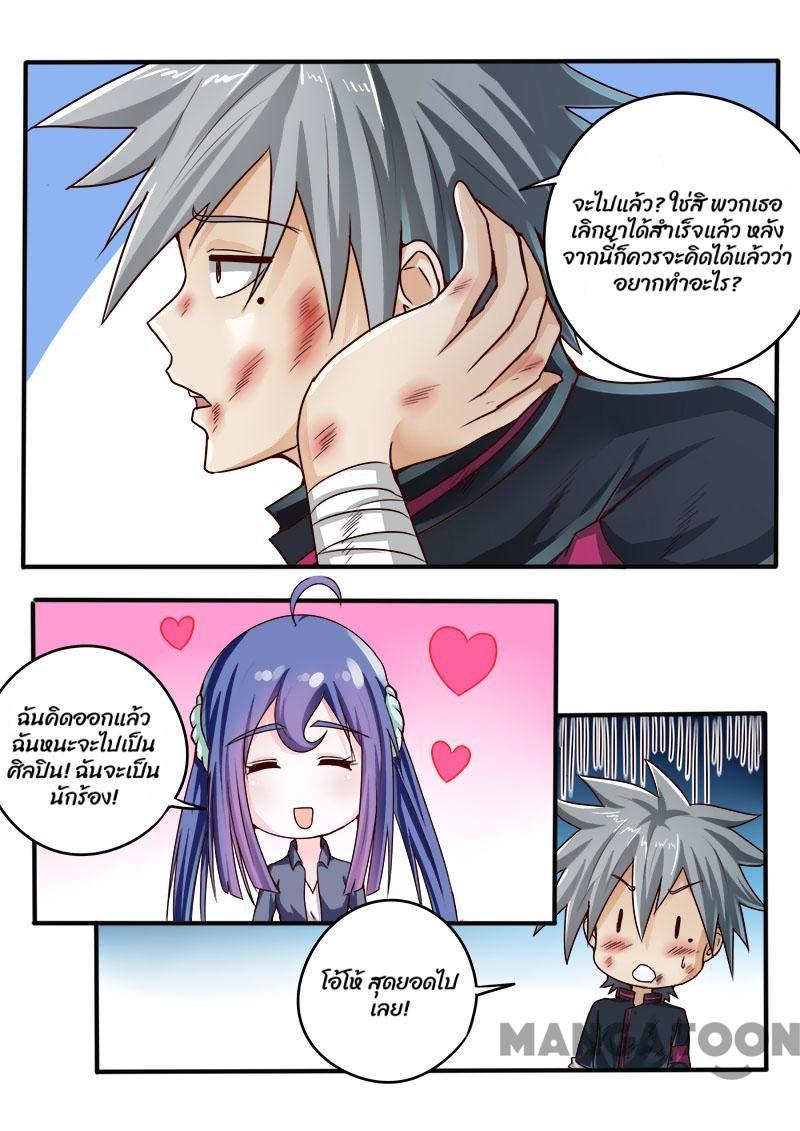 จะไปแล้ว? ใช่สิ พวกเธอ
เลิกยาได้สำเร็จแล้ว หลัง
จากนี้ก็ควรจะคิดได้แล้วว่า
อยากทำอะไร?
ฉันคิดออกแล้ว
ฉันหนะจะไปเป็น
ศิลปิน! ฉันจะเป็น
นักร้อง!
โอ้โห้ สุดยอดไป
เลย!
MANGATOON